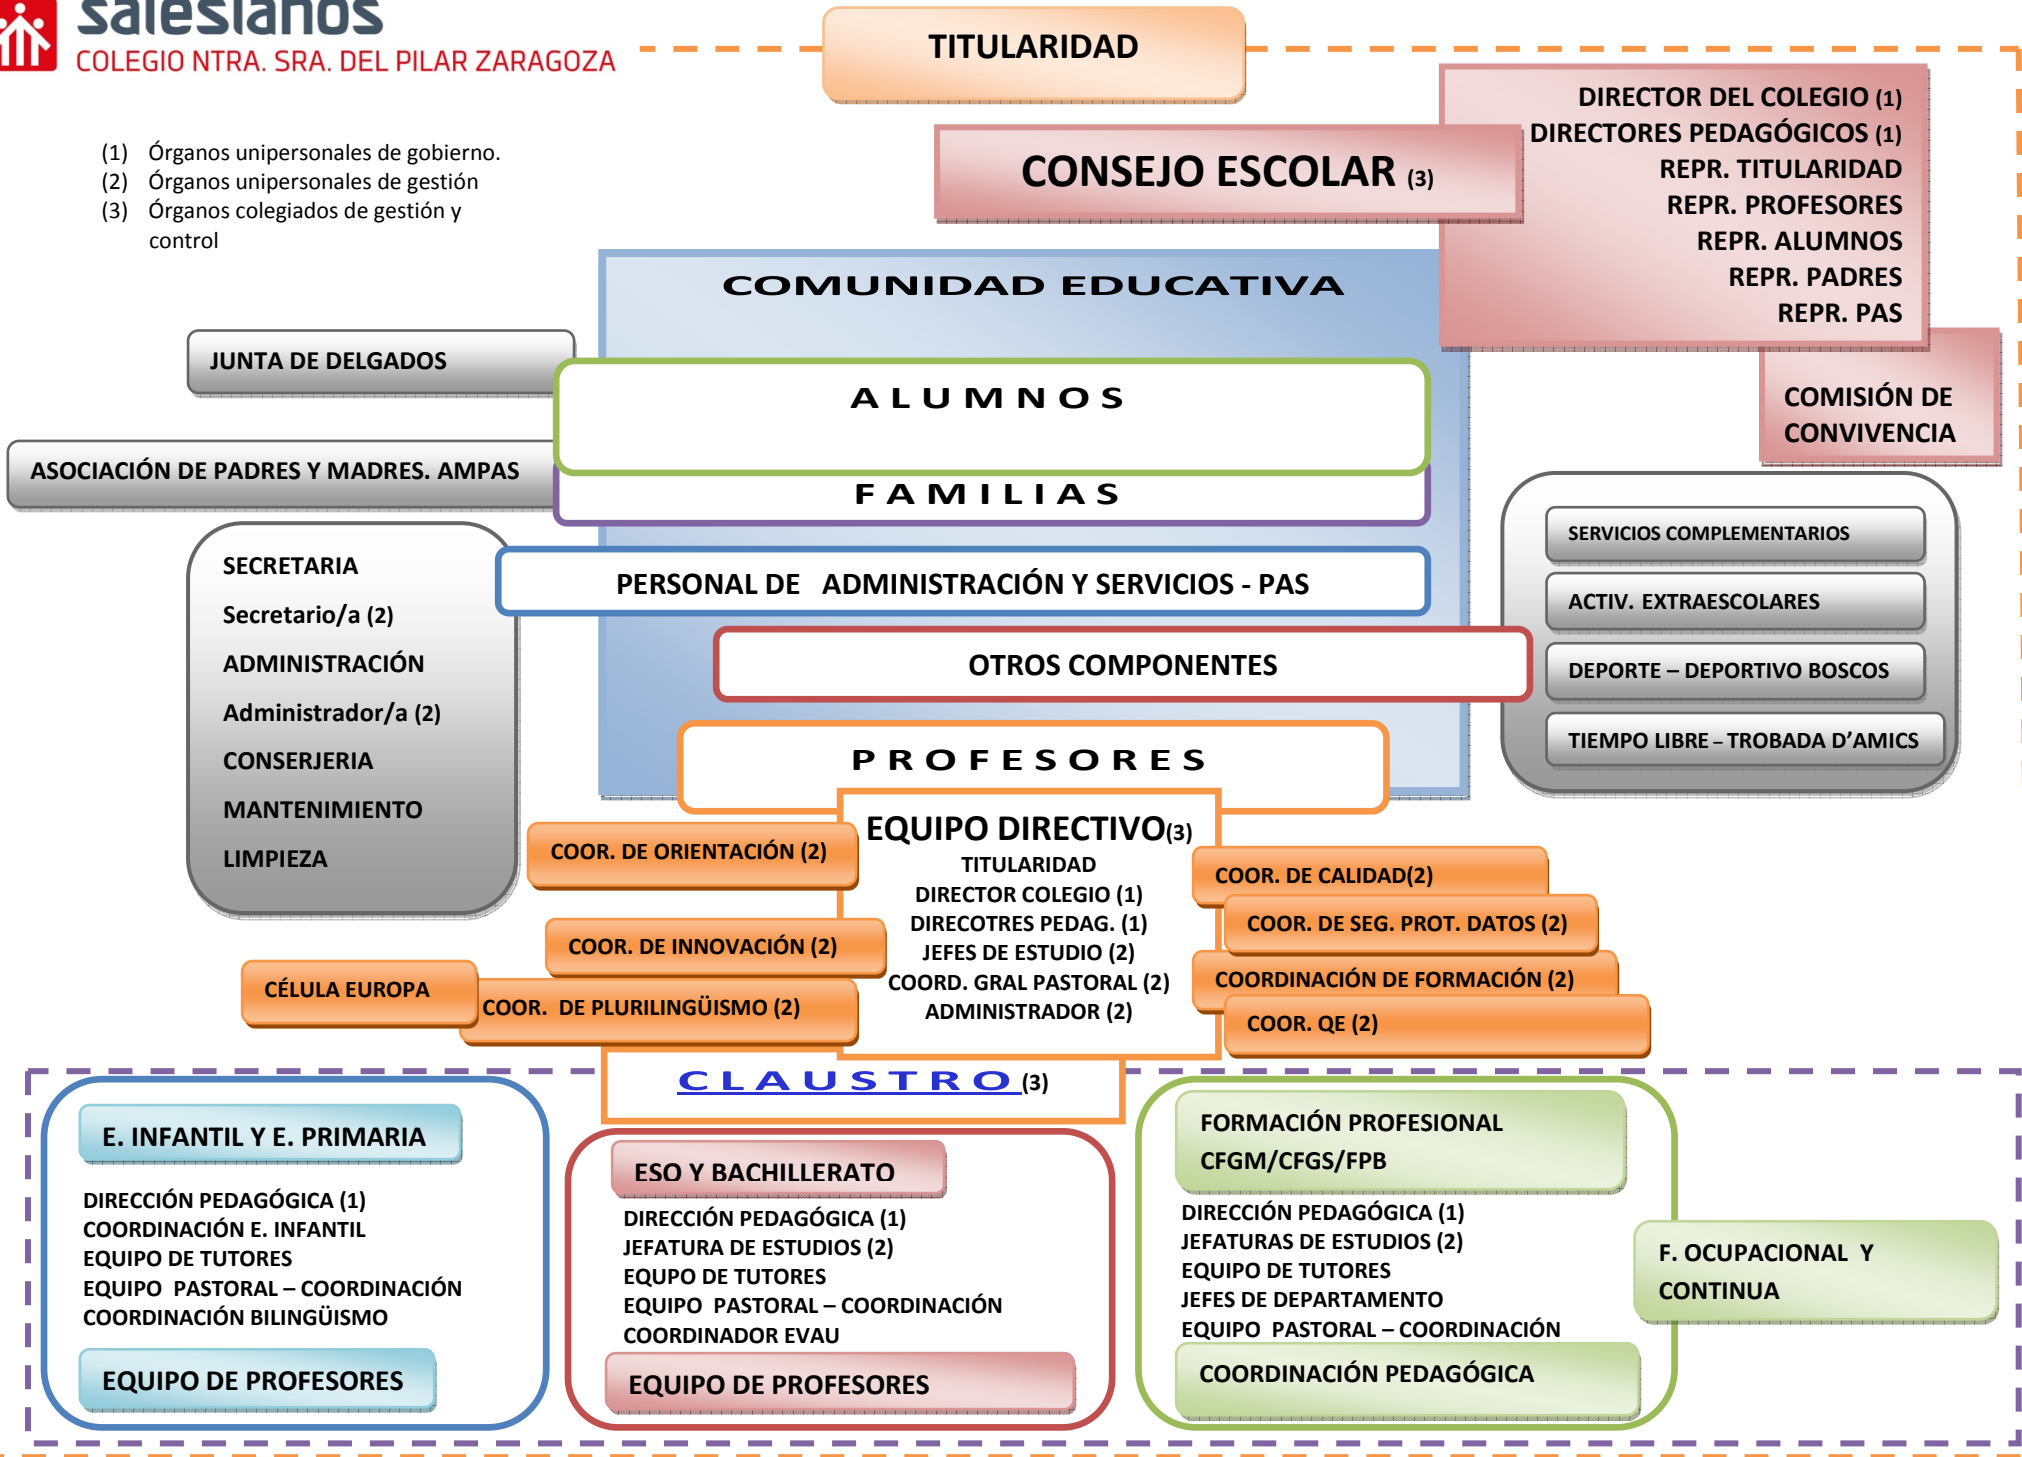 salesianos
COLEGIO NTRA. SRA. DEL PILAR ZARAGOZA
TITULARIDAD
(1) Órganos unipersonales de gobierno.
(2) Órganos unipersonales de gestión
(3) Órganos colegiados de gestión y
control
CONSEJO ESCOLAR (3)
DIRECTOR DEL COLEGIO (1)
DIRECTORES PEDAGÓGICOS (1)
REPR. TITULARIDAD
REPR. PROFESORES
REPR. ALUMNOS
REPR. PADRES
REPR. PAS
COMISIÓN DE
CONVIVENCIA
COMUNIDAD EDUCATIVA
JUNTA DE DELGADOS
ALUMNOS
ASOCIACIÓN DE PADRES Y MADRES. AMPAS
FAMILIAS
SECRETARIA
Secretario/a (2)
ADMINISTRACIÓN
Administrador/a (2)
CONSERJERIA
MANTENIMIENTO
LIMPIEZA
PERSONAL DE ADMINISTRACIÓN Y SERVICIOS - PAS
OTROS COMPONENTES
SERVICIOS COMPLEMENTARIOS
ACTIV. EXTRAESCOLARES
DEPORTE – DEPORTIVO BOSCOS
TIEMPO LIBRE – TROBADA D'AMICS
PROFESORES
EQUIPO DIRECTIVO(3)
TITULARIDAD
DIRECTOR COLEGIO (1)
DIRECOTRES PEDAG. (1)
JEFES DE ESTUDIO (2)
COORD. GRAL PASTORAL (2)
ADMINISTRADOR (2)
COOR. DE ORIENTACIÓN (2)
COOR. DE INNOVACIÓN (2)
CÉLULA EUROPA
COOR. DE PLURILINGÜISMO (2)
COOR. DE CALIDAD(2)
COOR. DE SEG. PROT. DATOS (2)
COORDINACIÓN DE FORMACIÓN (2)
COOR. QE (2)
CLAUSTRO (3)
E. INFANTIL Y E. PRIMARIA
DIRECCIÓN PEDAGÓGICA (1)
COORDINACIÓN E. INFANTIL
EQUIPO DE TUTORES
EQUIPO PASTORAL – COORDINACIÓN
COORDINACIÓN BILINGÜISMO
EQUIPO DE PROFESORES
ESO Y BACHILLERATO
DIRECCIÓN PEDAGÓGICA (1)
JEFATURA DE ESTUDIOS (2)
EQUPO DE TUTORES
EQUIPO PASTORAL – COORDINACIÓN
COORDINADOR EVAU
EQUIPO DE PROFESORES
FORMACIÓN PROFESIONAL
CFGM/CFGS/FPB
DIRECCIÓN PEDAGÓGICA (1)
JEFATURAS DE ESTUDIOS (2)
EQUIPO DE TUTORES
JEFES DE DEPARTAMENTO
EQUIPO PASTORAL – COORDINACIÓN
COORDINACIÓN PEDAGÓGICA
F. OCUPACIONAL Y
CONTINUA